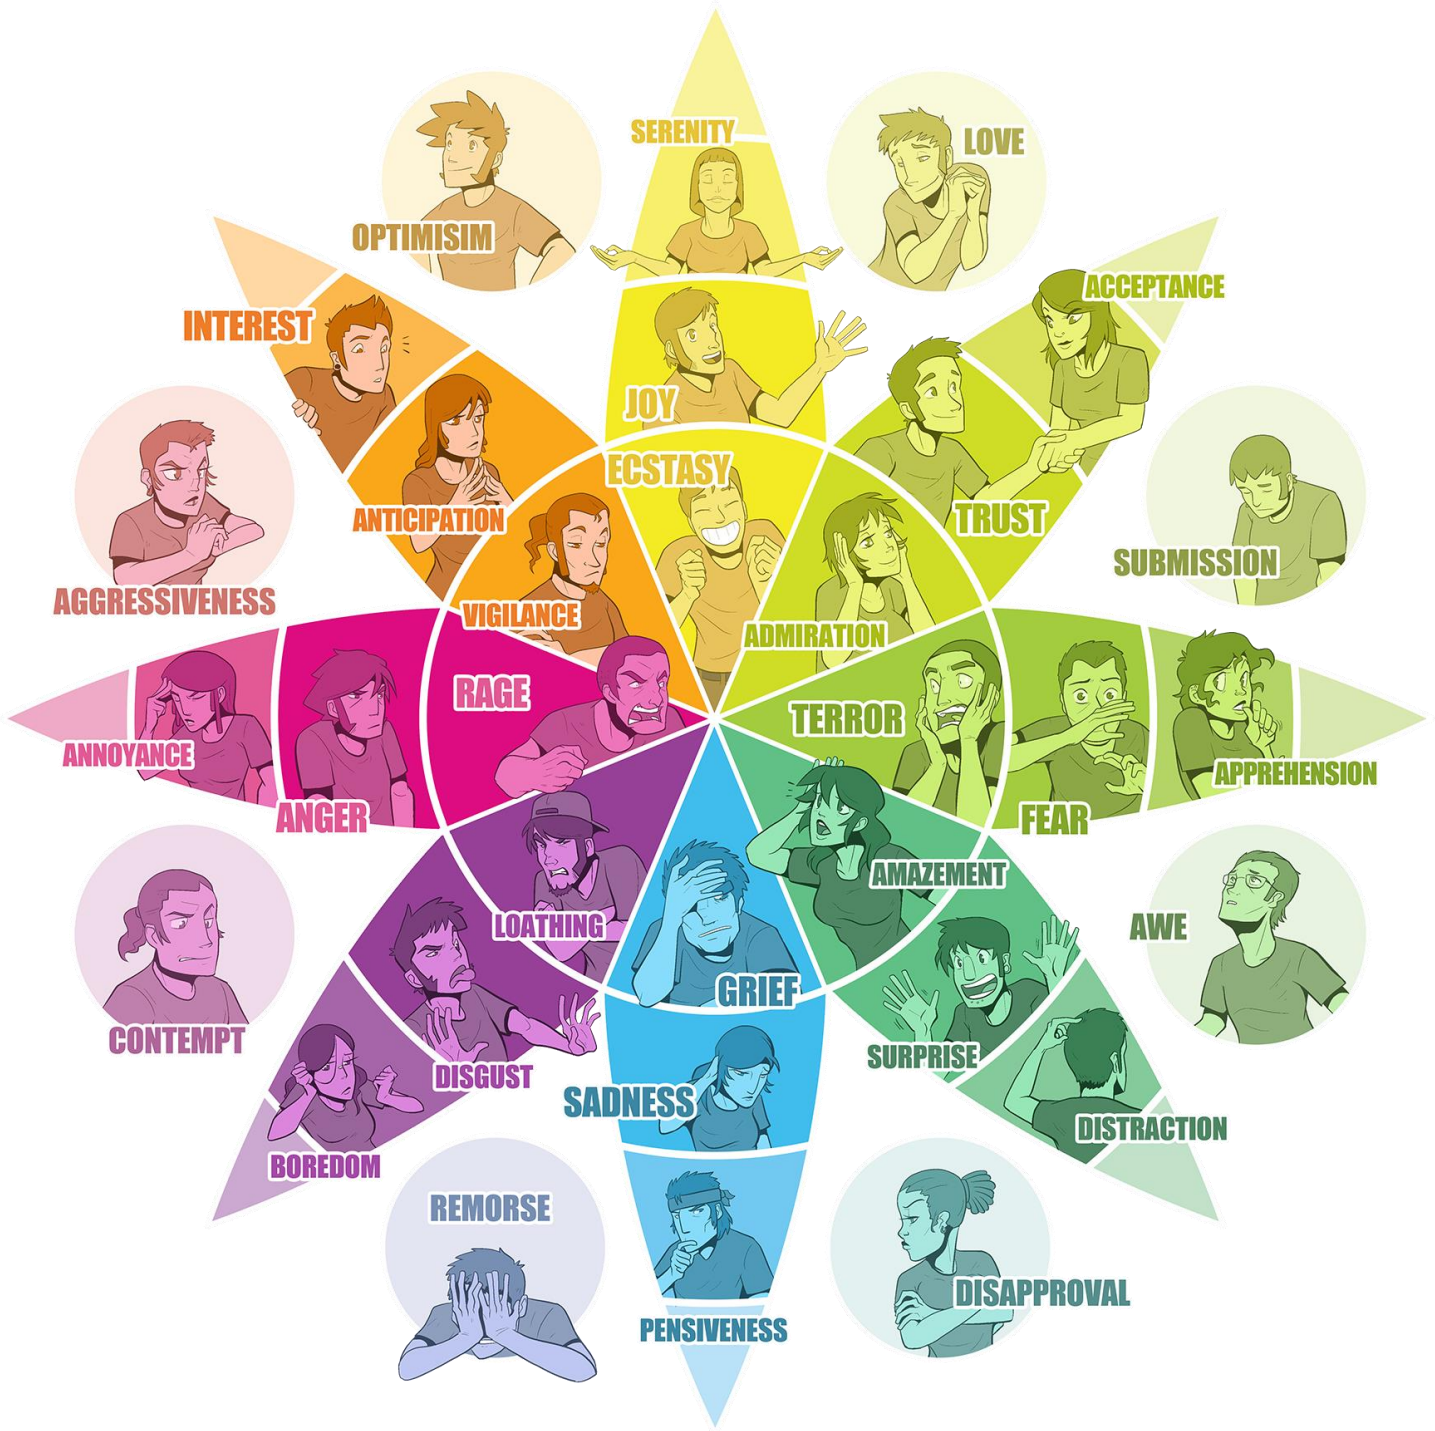 SERENITY
LOVE
OPTIMISIM
ACCEPTANCE
INTEREST
JOY
ECSTASY
ANTICIPATION
TRUST
SUBMISSION
AGGRESSIVENESS
VIGILANCE
ADMIRATION
RAGE
TERROR
ANNOYANCE
APPREHENSION
ANGER
FEAR
AMAZEMENT
LOATHING
AWE
GRIEF
CONTEMPT
SURPRISE
DISGUST
SADNESS
DISTRACTION
BOREDOM
REMORSE
DISAPPROVAL
PENSIVENESS